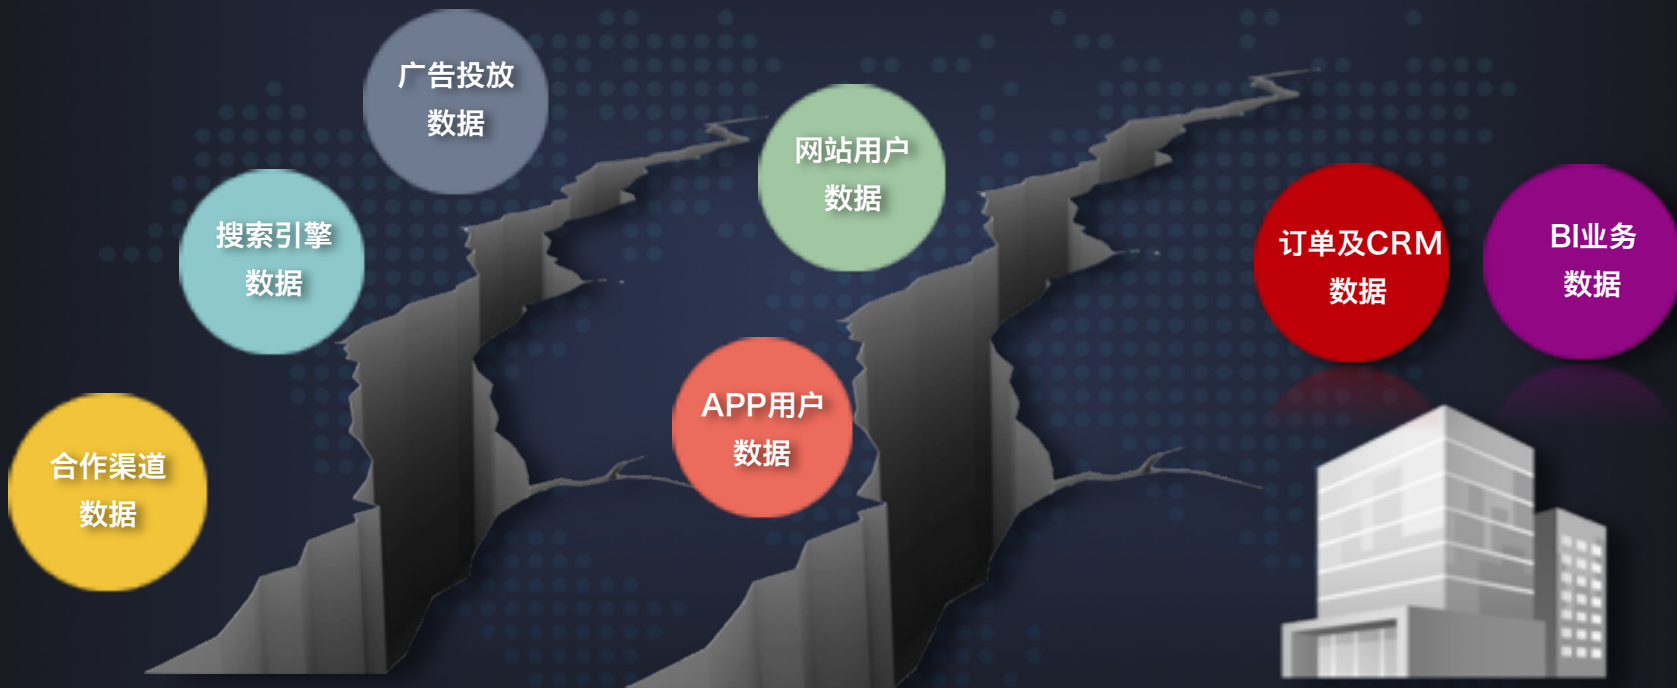 广告投放
数据
搜索引擎
数据
合作渠道
数据
网站用户
数据
APP用户
数据
订单及CRM
数据
BI业务
数据